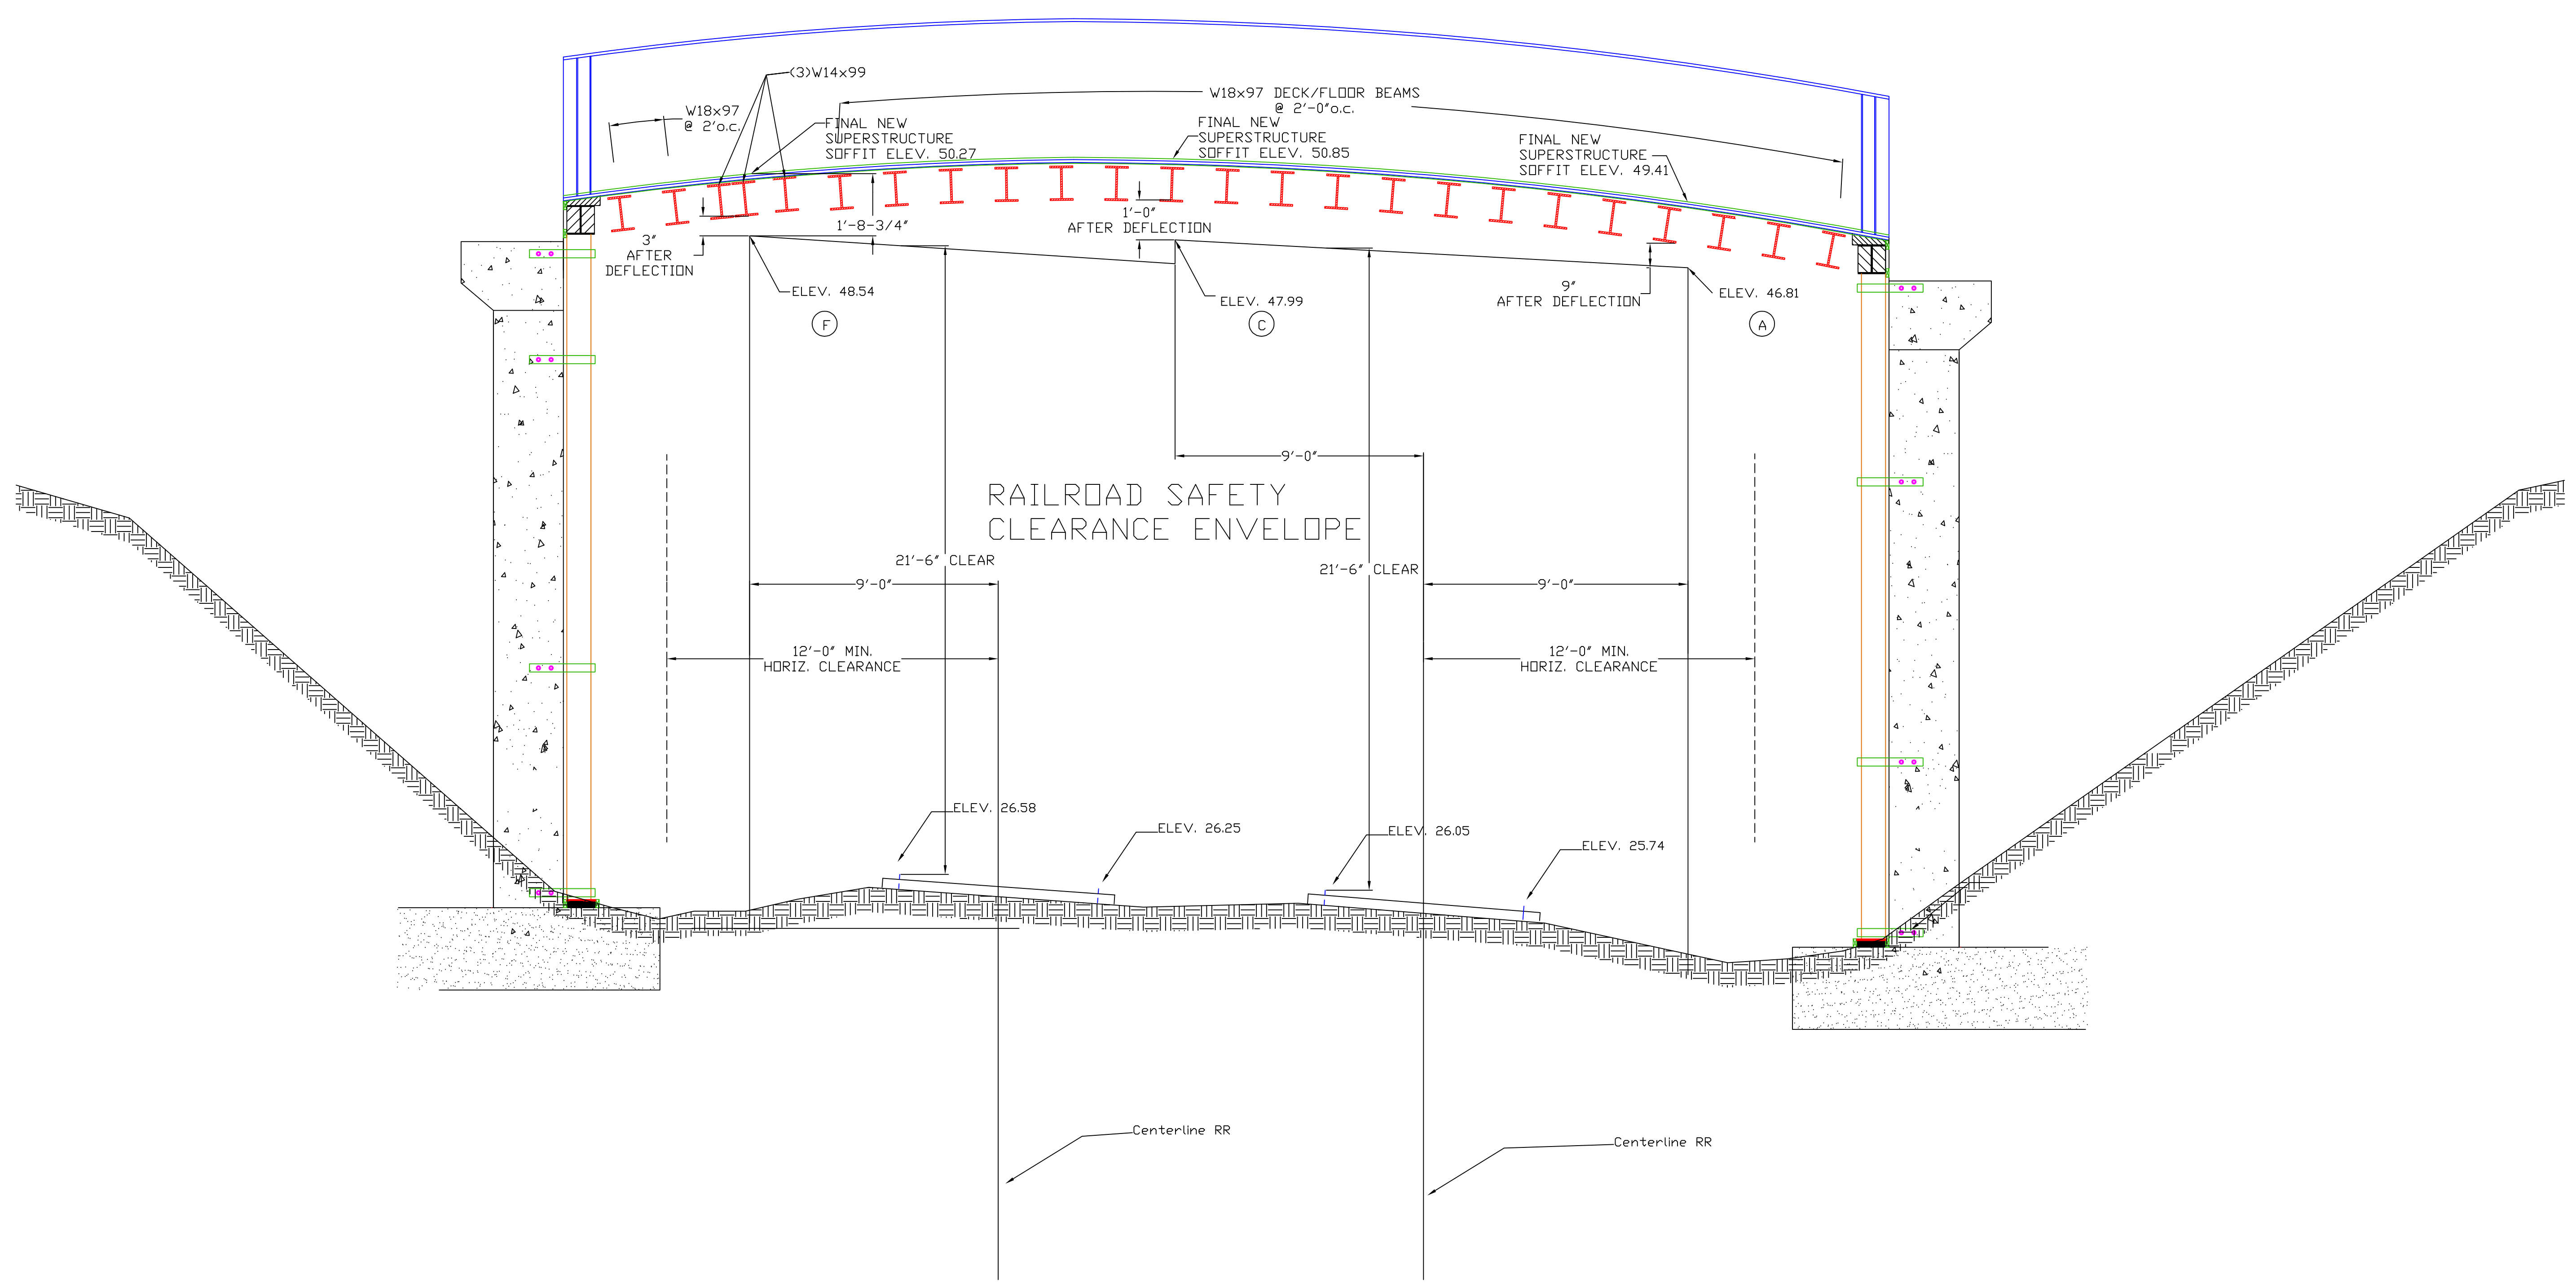 (3)W14x99
W18x97
@ 2'o.c.
W18x97 DECK/FLOOR BEAMS
@ 2'-0"o.c.
FINAL NEW
SUPERSTRUCTURE
SOFFIT ELEV. 50.27
FINAL NEW
SUPERSTRUCTURE
SOFFIT ELEV. 50.85
FINAL NEW
SUPERSTRUCTURE
SOFFIT ELEV. 49.41
3"
AFTER
DEFLECTION
1'-8-3/4"
1'-0"
AFTER DEFLECTION
9"
AFTER DEFLECTION
ELEV. 48.54
ELEV. 47.99
ELEV. 46.81
F
C
A
9'-0"
RAILROAD SAFETY
CLEARANCE ENVELOPE
21'-6" CLEAR
21'-6" CLEAR
9'-0"
9'-0"
12'-0" MIN.
HORIZ. CLEARANCE
12'-0" MIN.
HORIZ. CLEARANCE
ELEV. 26.58
ELEV. 26.25
ELEV. 26.05
ELEV. 25.74
Centerline RR
Centerline RR